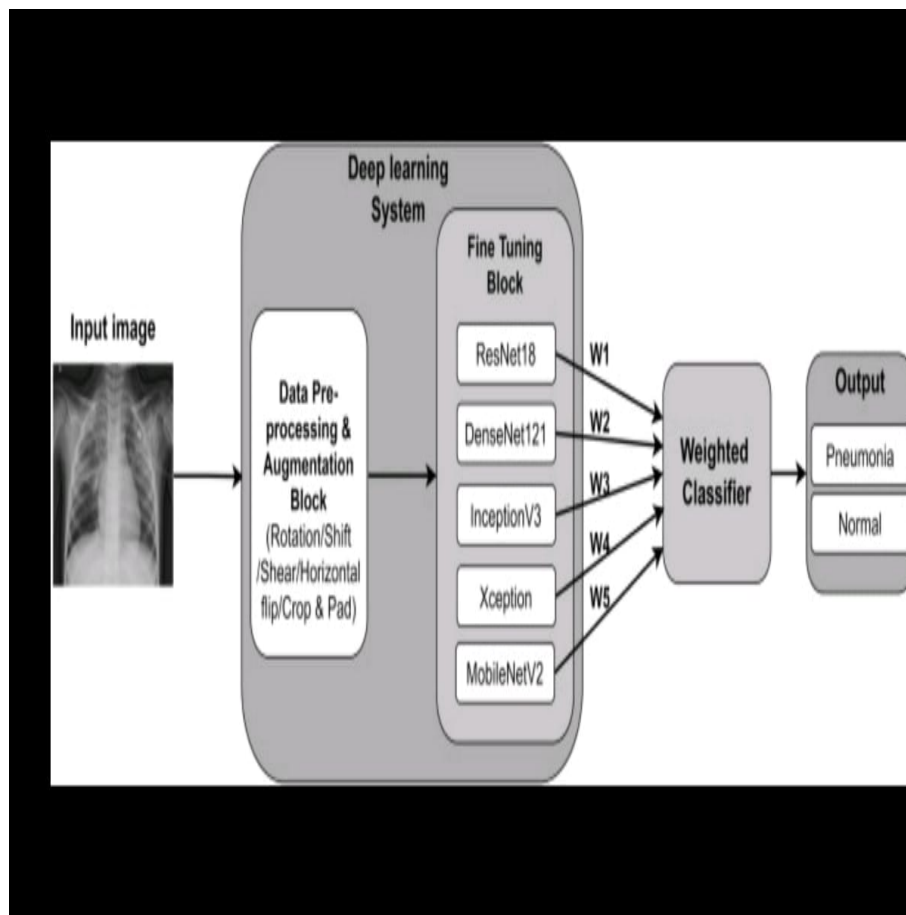 Deep learning
System
Input image
Data Pre-
processing &
Augmentation
Block
(Rotation/Shift
/Shear/Horizontal
flip/Crop & Pad)
Fine Tuning
Block
ResNet18
DenseNet121
InceptionV3
Xception
MobileNetV2
W1
W2
W3
W4
W5
Weighted
Classifier
Output
Pneumonia
Normal